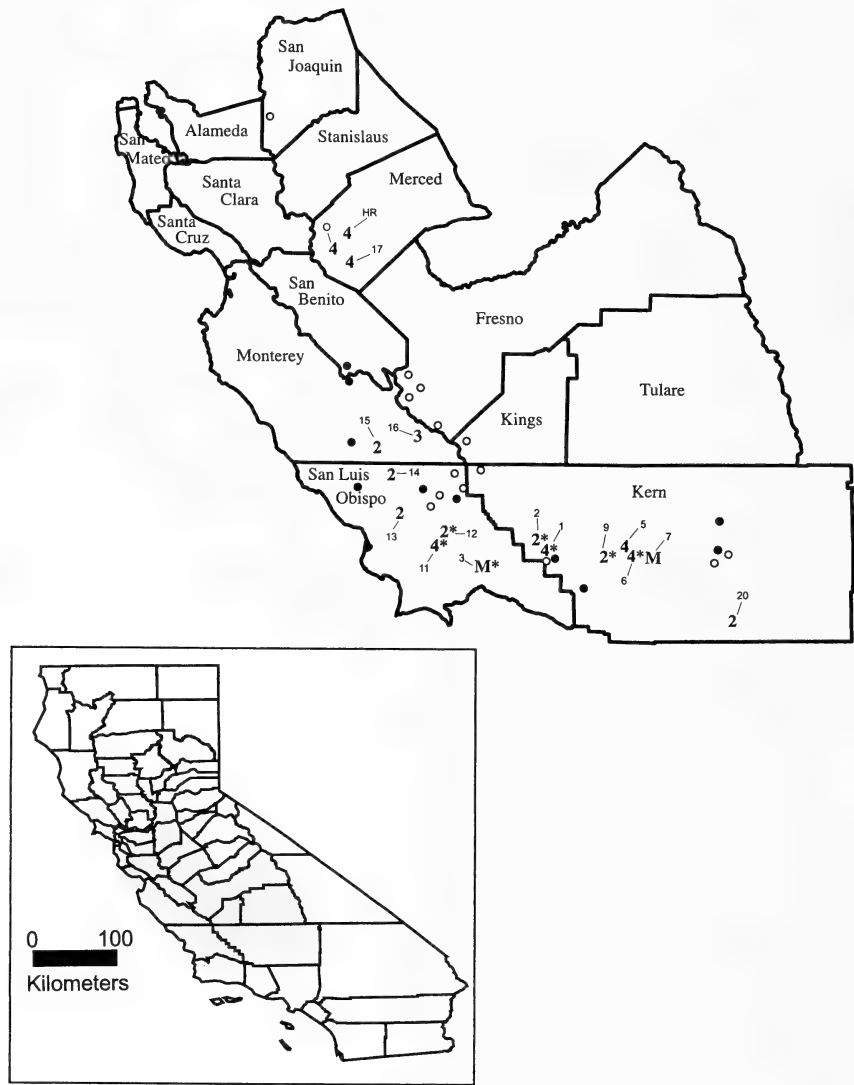 San
Joaquin
Alameda
Stanislaus
San
Mateo
Merced
Santa
Clara
HR
4
4
Santa
Cruz
4 17
San
Benito
Fresno
Monterey
Tulare
Kings
15
16 3
2
San Luis
2 14
Kern
Obispo
2
13
2* 12
4*
11
3 M*
2 1
2*
4*
9 5 7
4
2* 4* M
6
20
2
0 100
Kilometers